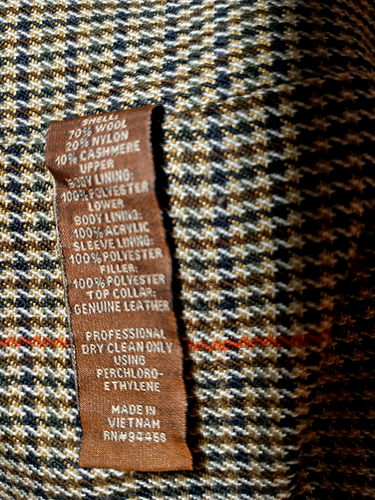 SHELL:
70% WOOL
20% NYLON
10% CASHMERE
UPPER
BODY LINING:
100% POLYESTER
LOWER
BODY LINING:
100% ACRYLIC
SLEEVE LINING:
100% POLYESTER
FILLER:
100% POLYESTER
TOP COLLAR:
GENUINE LEATHER
PROFESSIONAL
DRY CLEAN ONLY
USING
PERCHLORO-
ETHYLENE
MADE IN
VIETNAM
RN#94468